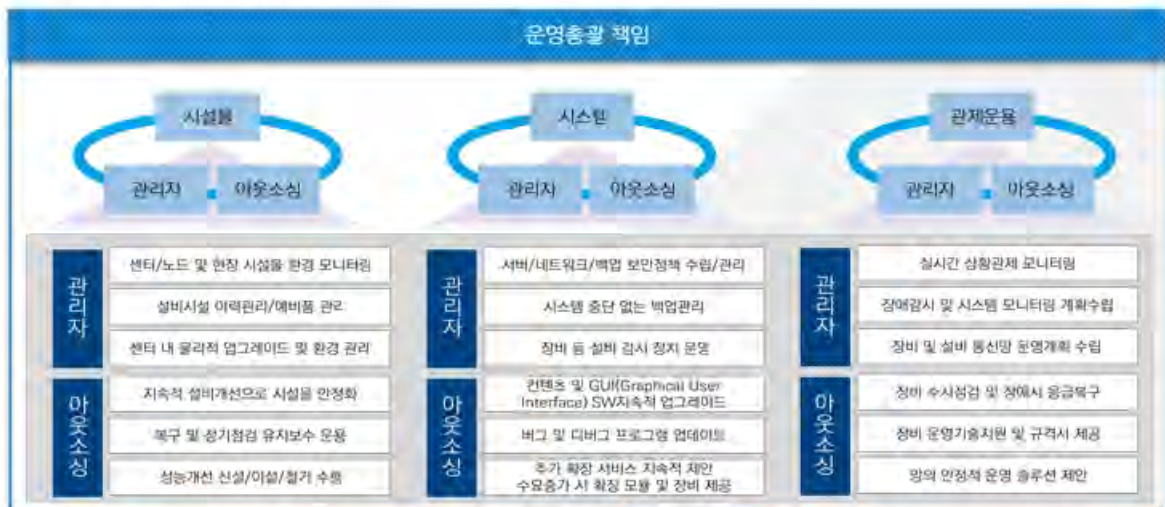 운영총괄 책임
시설물
관리자
아웃소싱
시스템
관리자
아웃소싱
관제운용
관리자
아웃소싱
관리자
센터/노드 및 현장 시설물 환경 모니터링
설비시설 이력관리/예비품 관리
센터 내 물리적 업그레이드 및 환경 관리
아웃소싱
지속적 설비개선으로 시설물 안정화
복구 및 정기점검 유지보수 운용
성능개선 신설/이설/철거 수행
관리자
서버/네트워크/백업 보안정책 수립/관리
시스템 중단 없는 백업관리
장비 등 설비 감시 장치 운영
아웃소싱
컨텐츠 및 GUI(Graphical User
Interface) SW지속적 업그레이드
버그 및 디버그 프로그램 업데이트
추가 확장 서비스 지속적 제안
수요증가 시 확장 모듈 및 장비 제공
관리자
실시간 상황관제 모니터링
장애감시 및 시스템 모니터링 계획수립
장비 및 설비 통신망 운영계획 수립
아웃소싱
장비 수시점검 및 장애시 응급복구
장비 운영기술지원 및 규격서 제공
망의 안정적 운영 솔루션 제안